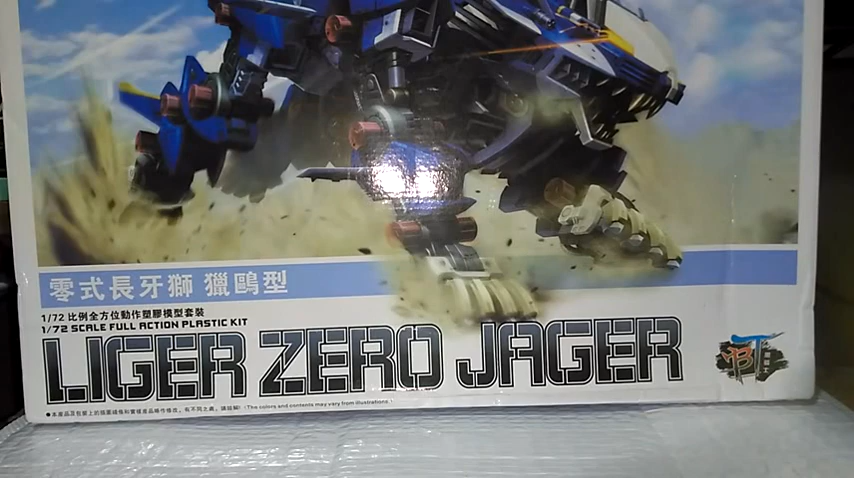 零式長牙獅 獵鷗型
1/72 比例全方位動作塑膠模型套裝
1/72 SCALE FULL ACTION PLASTIC KIT
LIGER ZERO JAGER
BT
(The colors and contents may vary from illustrations.)